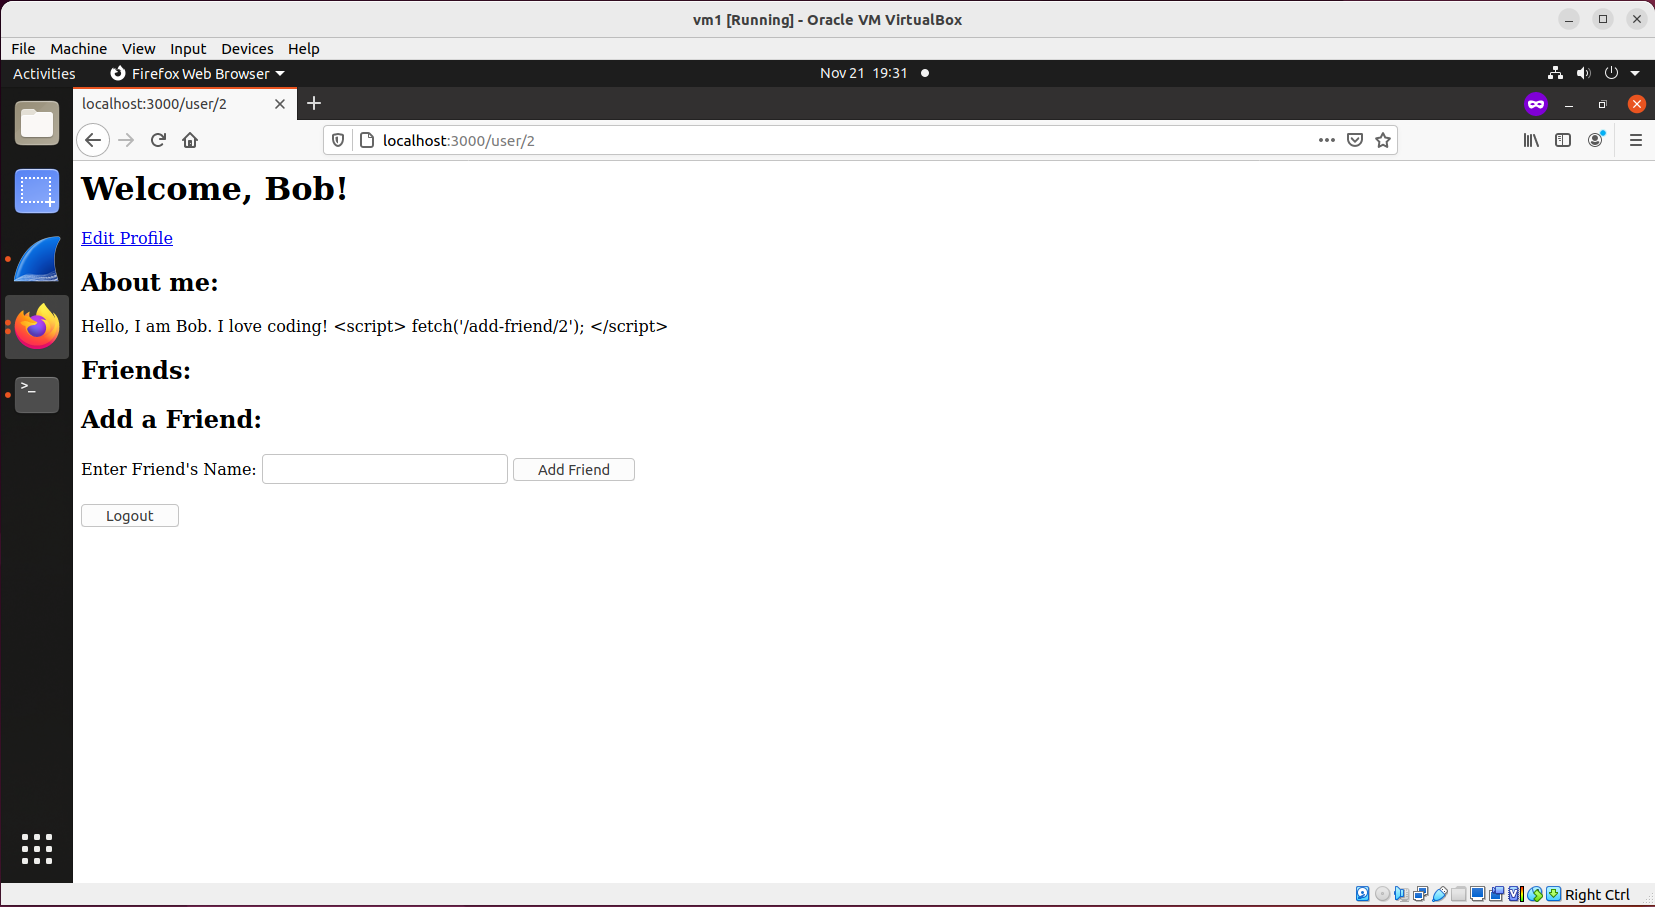 vm1 [Running] - Oracle VM VirtualBox
File Machine View Input Devices Help
Activities Firefox Web Browser Nov 21 19:31
localhost:3000/user/2
localhost:3000/user/2
Welcome, Bob!
Edit Profile
About me:
Hello, I am Bob. I love coding! <script> fetch('/add-friend/2'); </script>
Friends:
Add a Friend:
Enter Friend's Name: Add Friend
Logout
Right Ctrl